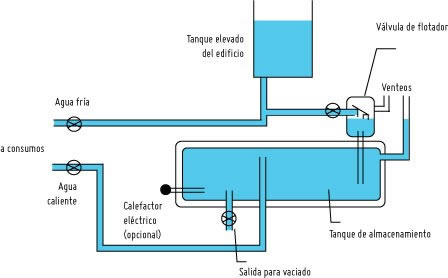 Válvula de flotador
Tanque elevado
del edificio
Venteos
Agua fría
a consumos
Agua
caliente
Calefactor
eléctrico
(opcional)
Tanque de almacenamiento
Salida para vaciado